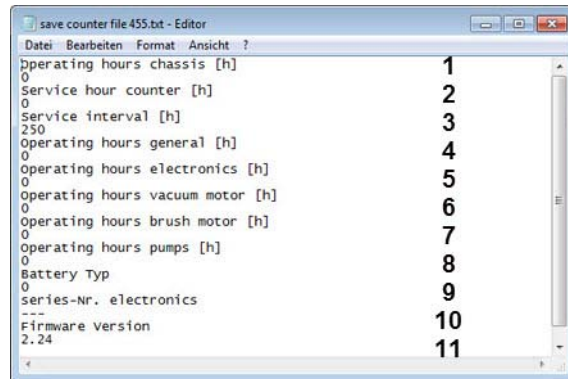 save counter file 455.txt - Editor
Datei Bearbeiten Format Ansicht ?
Operating hours chassis [h] 1
0
Service hour counter [h] 2
0
Service interval [h] 3
250
Operating hours general [h] 4
0
Operating hours electronics [h] 5
0
Operating hours vacuum motor [h] 6
0
Operating hours brush motor [h] 7
0
Operating hours pumps [h]
0 8
Battery Typ
0 9
series-Nr. electronics
--- 10
Firmware Version
2.24 11